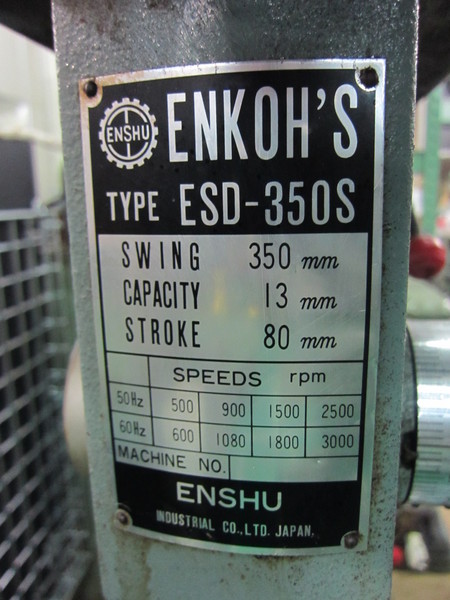 ENSHU
ENKOH'S
TYPE ESD-350S
SWING 350 mm
CAPACITY 13 mm
STROKE 80 mm
SPEEDS rpm
50Hz 500 900 1500 2500
60Hz 600 1080 1800 3000
MACHINE NO.
ENSHU
INDUSTRIAL CO.,LTD. JAPAN.